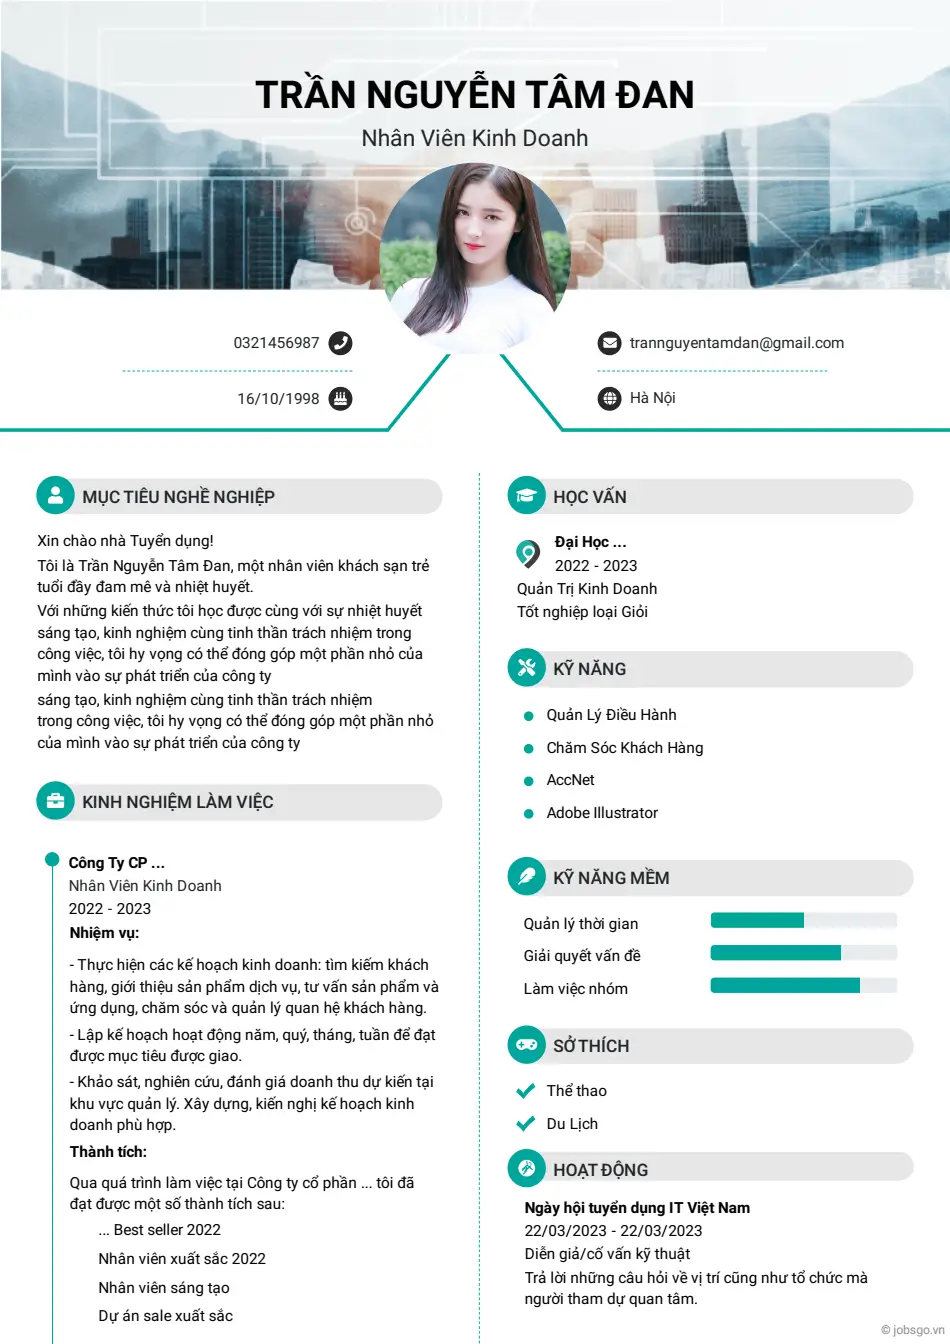 TRẦN NGUYỄN TÂM ĐAN
Nhân Viên Kinh Doanh
0321456987
16/10/1998
trannguyentamdan@gmail.com
Hà Nội
MỤC TIÊU NGHỀ NGHIỆP
Xin chào nhà Tuyển dụng!
Tôi là Trần Nguyễn Tâm Đan, một nhân viên khách sạn trẻ
tuổi đầy đam mê và nhiệt huyết.
Với những kiến thức tôi học được cùng với sự nhiệt huyết
sáng tạo, kinh nghiệm cùng tinh thần trách nhiệm trong
công việc, tôi hy vọng có thể đóng góp một phần nhỏ của
mình vào sự phát triển của công ty
sáng tạo, kinh nghiệm cùng tinh thần trách nhiệm
trong công việc, tôi hy vọng có thể đóng góp một phần nhỏ
của mình vào sự phát triển của công ty
KINH NGHIỆM LÀM VIỆC
Công Ty CP ...
Nhân Viên Kinh Doanh
2022 - 2023
Nhiệm vụ:
- Thực hiện các kế hoạch kinh doanh: tìm kiếm khách
hàng, giới thiệu sản phẩm dịch vụ, tư vấn sản phẩm và
ứng dụng, chăm sóc và quản lý quan hệ khách hàng.
- Lập kế hoạch hoạt động năm, quý, tháng, tuần để đạt
được mục tiêu được giao.
- Khảo sát, nghiên cứu, đánh giá doanh thu dự kiến tại
khu vực quản lý. Xây dựng, kiến nghị kế hoạch kinh
doanh phù hợp.
Thành tích:
Qua quá trình làm việc tại Công ty cổ phần ... tôi đã
đạt được một số thành tích sau:
... Best seller 2022
Nhân viên xuất sắc 2022
Nhân viên sáng tạo
Dự án sale xuất sắc
HỌC VẤN
Đại Học ...
2022 - 2023
Quản Trị Kinh Doanh
Tốt nghiệp loại Giỏi
KỸ NĂNG
Quản Lý Điều Hành
Chăm Sóc Khách Hàng
AccNet
Adobe Illustrator
KỸ NĂNG MỀM
Quản lý thời gian
Giải quyết vấn đề
Làm việc nhóm
SỞ THÍCH
Thể thao
Du Lịch
HOẠT ĐỘNG
Ngày hội tuyển dụng IT Việt Nam
22/03/2023 - 22/03/2023
Diễn giả/cố vấn kỹ thuật
Trả lời những câu hỏi về vị trí cũng như tổ chức mà
người tham dự quan tâm.
© jobsgo.vn